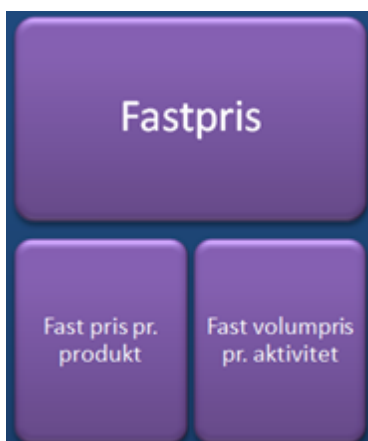 Fastpris
Fast pris pr.
produkt
Fast volumpris
pr. aktivitet